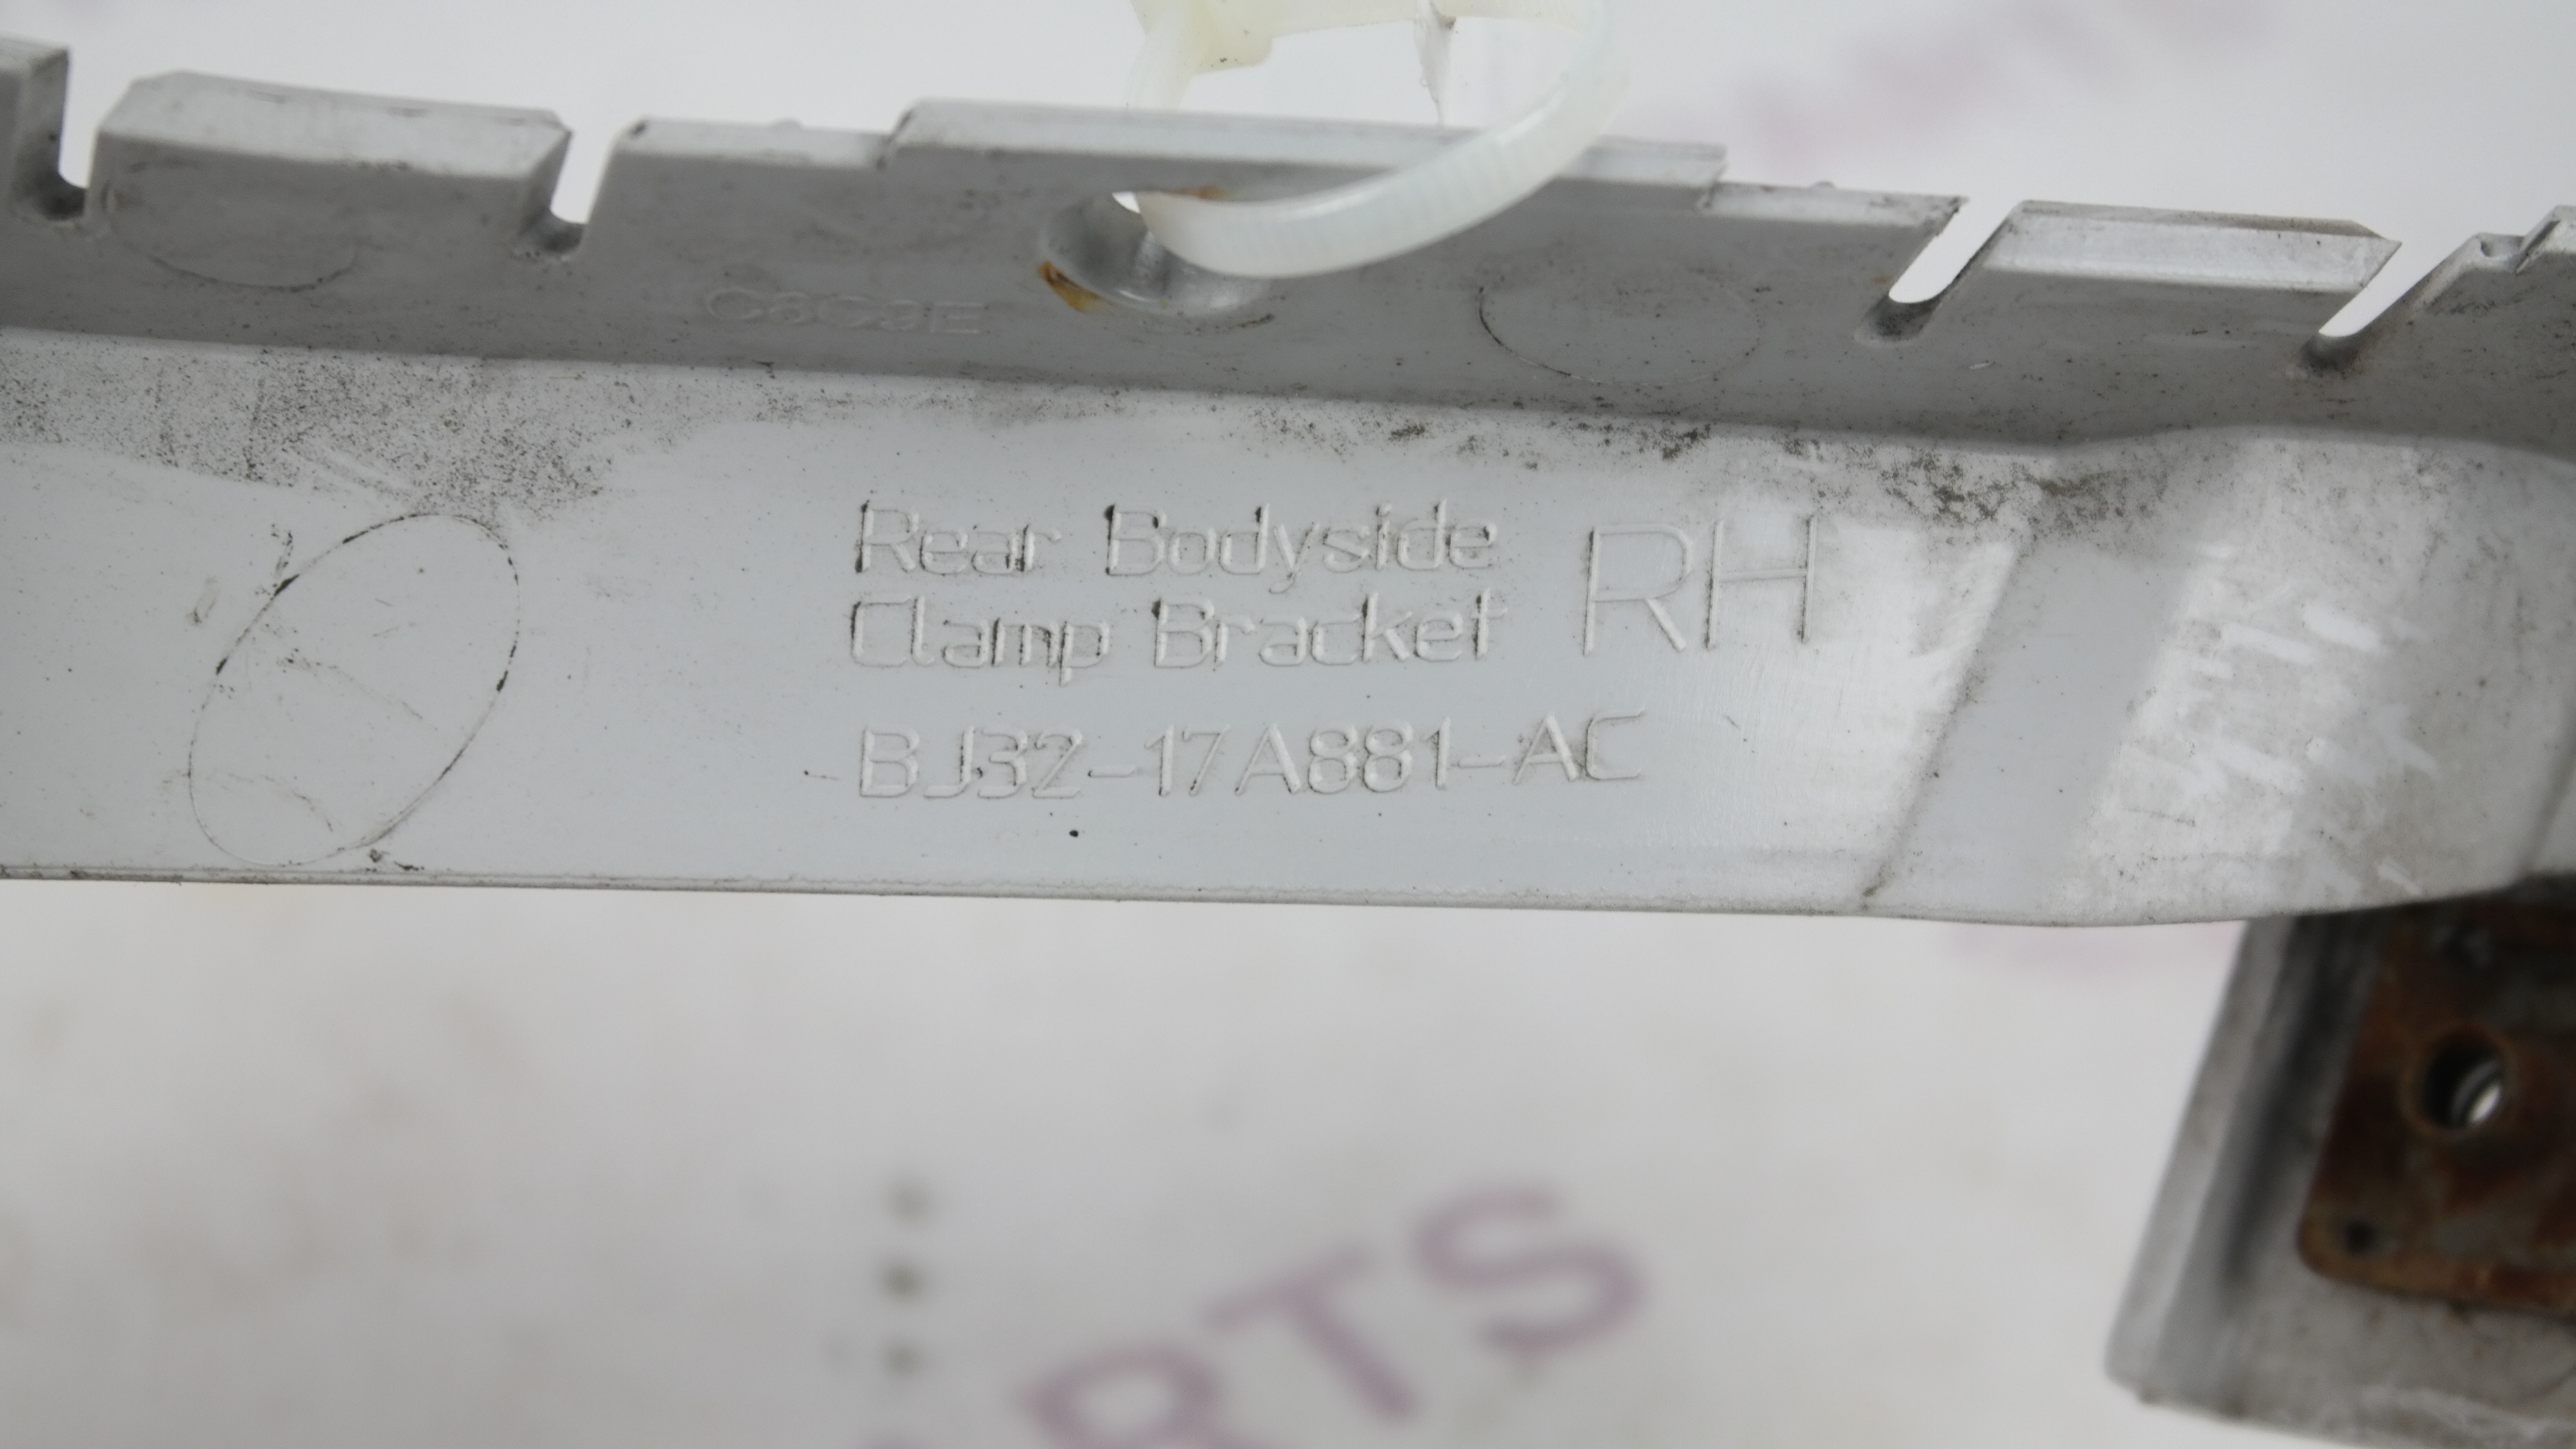 Rear Bodyside
Clamp Bracket
RH
BJ32-17A881-AC